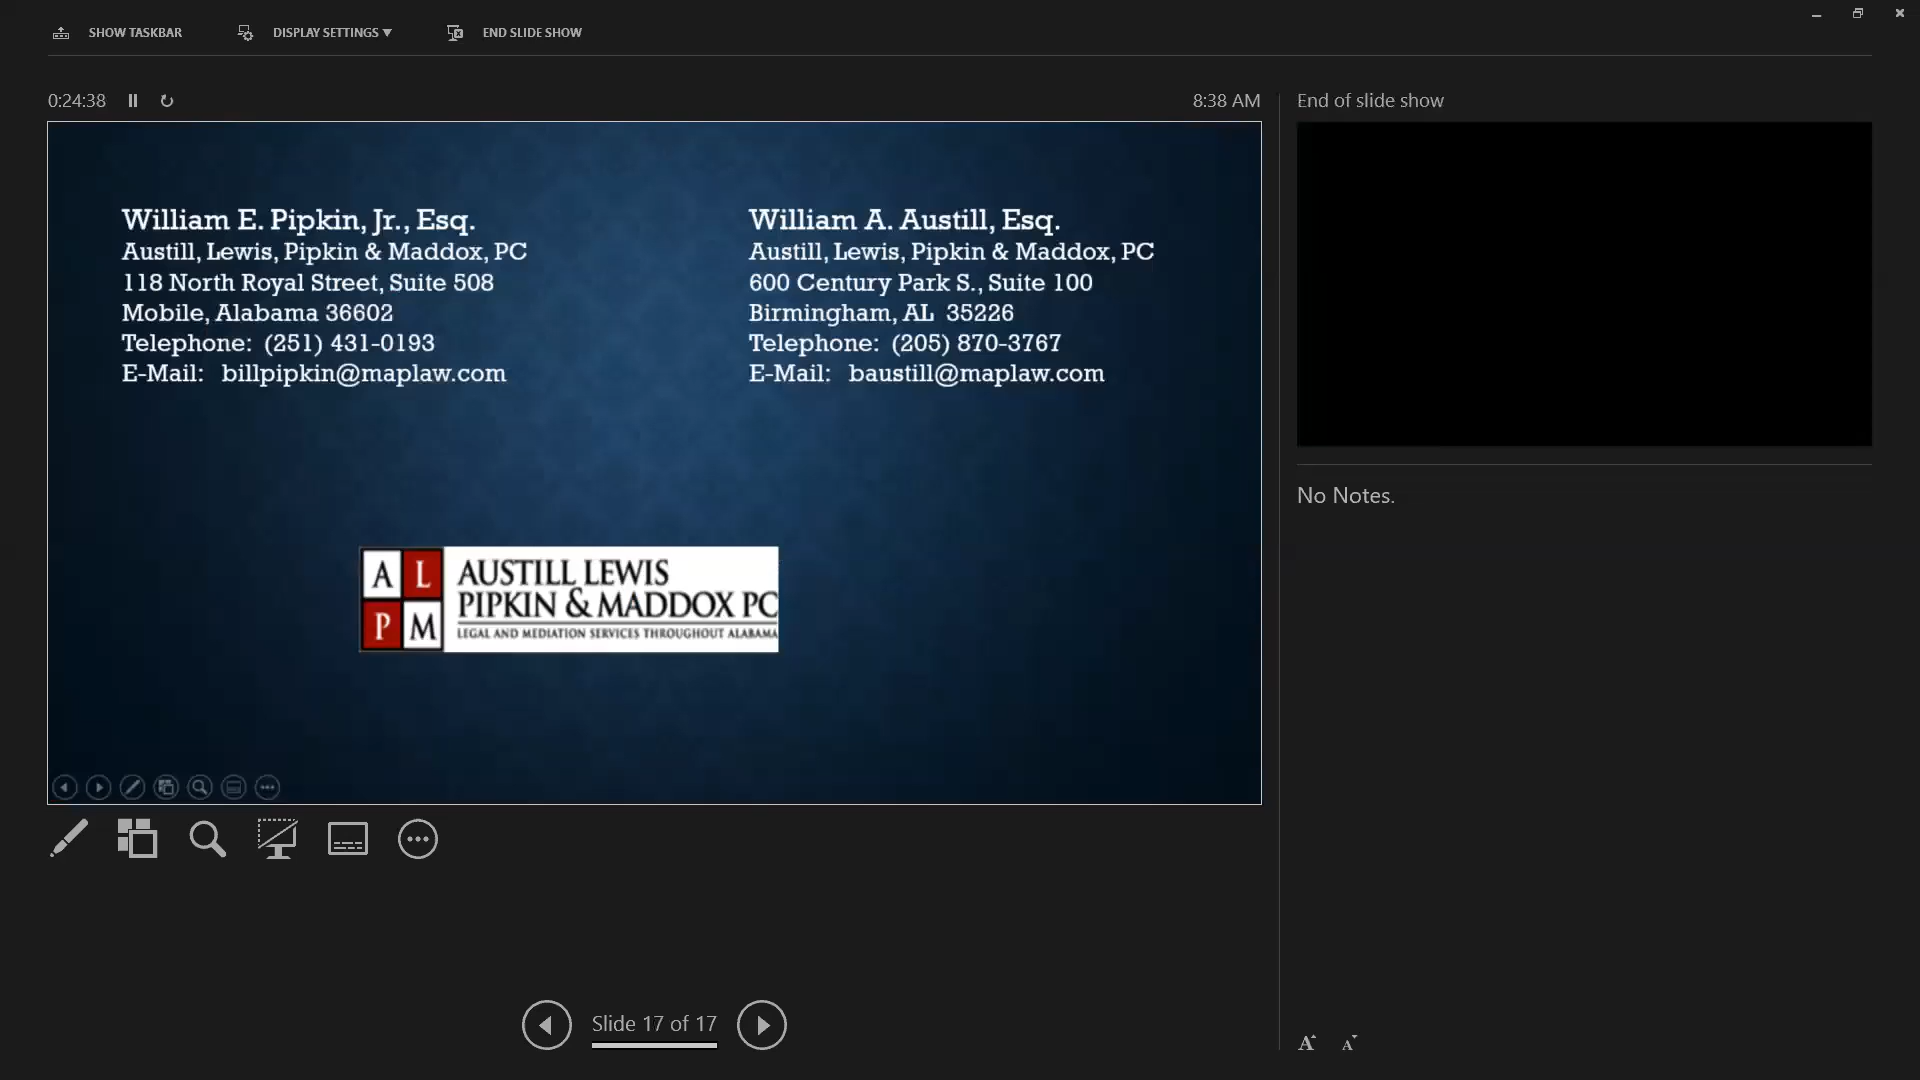 SHOW TASKBAR
DISPLAY SETTINGS ▼
END SLIDE SHOW
0:24:38
8:38 AM
End of slide show
William E. Pipkin, Jr., Esq.
Austill, Lewis, Pipkin & Maddox, PC
118 North Royal Street, Suite 508
Mobile, Alabama 36602
Telephone: (251) 431-0193
E-Mail: billpipkin@maplaw.com
William A. Austill, Esq.
Austill, Lewis, Pipkin & Maddox, PC
600 Century Park S., Suite 100
Birmingham, AL 35226
Telephone: (205) 870-3767
E-Mail: baustill@maplaw.com
A L
P M
AUSTILL LEWIS
PIPKIN & MADDOX PC
LEGAL AND MEDIATION SERVICES THROUGHOUT ALABAMA
No Notes.
Slide 17 of 17
A A